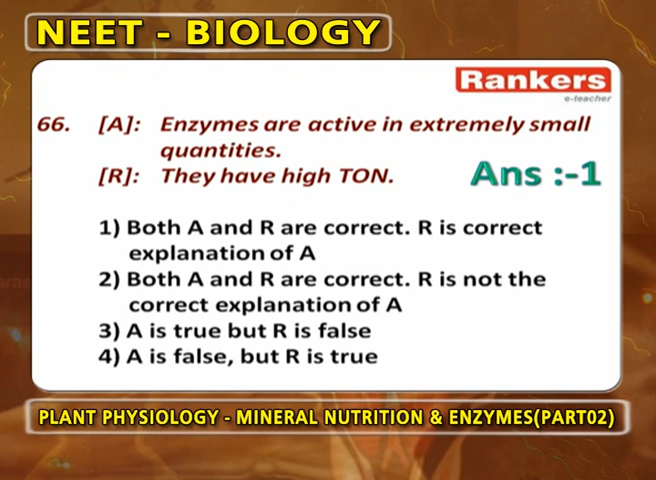 NEET - BIOLOGY
Rankers
e-teacher
66. [A]: Enzymes are active in extremely small
quantities.
[R]: They have high TON.
Ans :-1
1) Both A and R are correct. R is correct
explanation of A
2) Both A and R are correct. R is not the
correct explanation of A
3) A is true but R is false
4) A is false, but R is true
PLANT PHYSIOLOGY - MINERAL NUTRITION & ENZYMES(PART02)